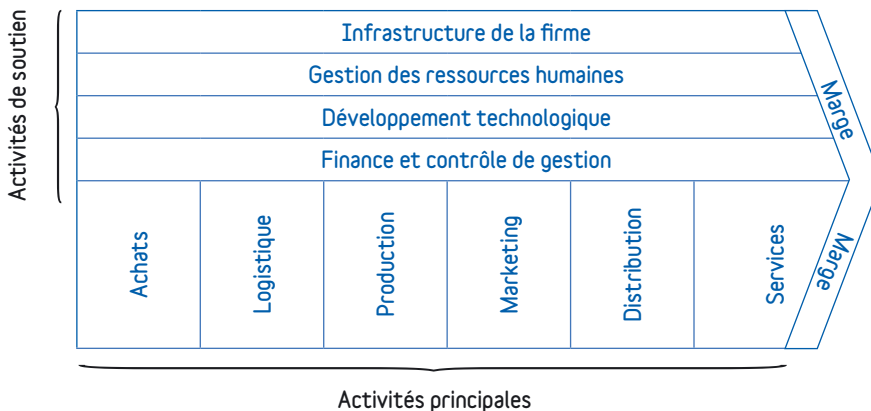 Activités de soutien
Infrastructure de la firme
Gestion des ressources humaines
Développement technologique
Finance et contrôle de gestion
Marge
Achats
Logistique
Production
Marketing
Distribution
Services
Marge
Activités principales